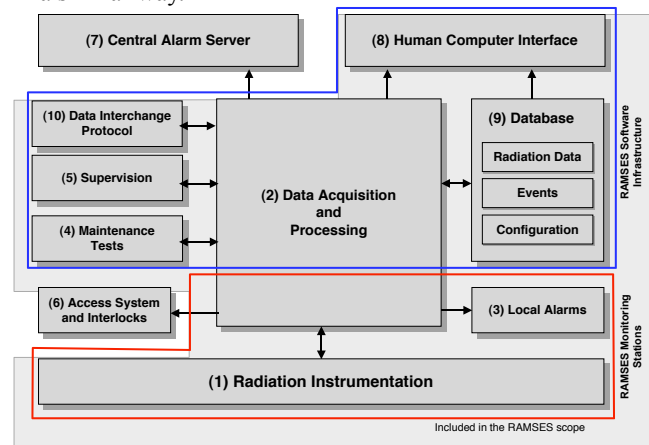 (7) Central Alarm Server
(8) Human Computer Interface
(10) Data Interchange
Protocol
(5) Supervision
(4) Maintenance
Tests
(2) Data Acquisition
and
Processing
(9) Database
Radiation Data
Events
Configuration
RAMSES Software
Infrastructure
(6) Access System
and Interlocks
(3) Local Alarms
RAMSES Monitoring
Stations
(1) Radiation Instrumentation
Included in the RAMSES scope